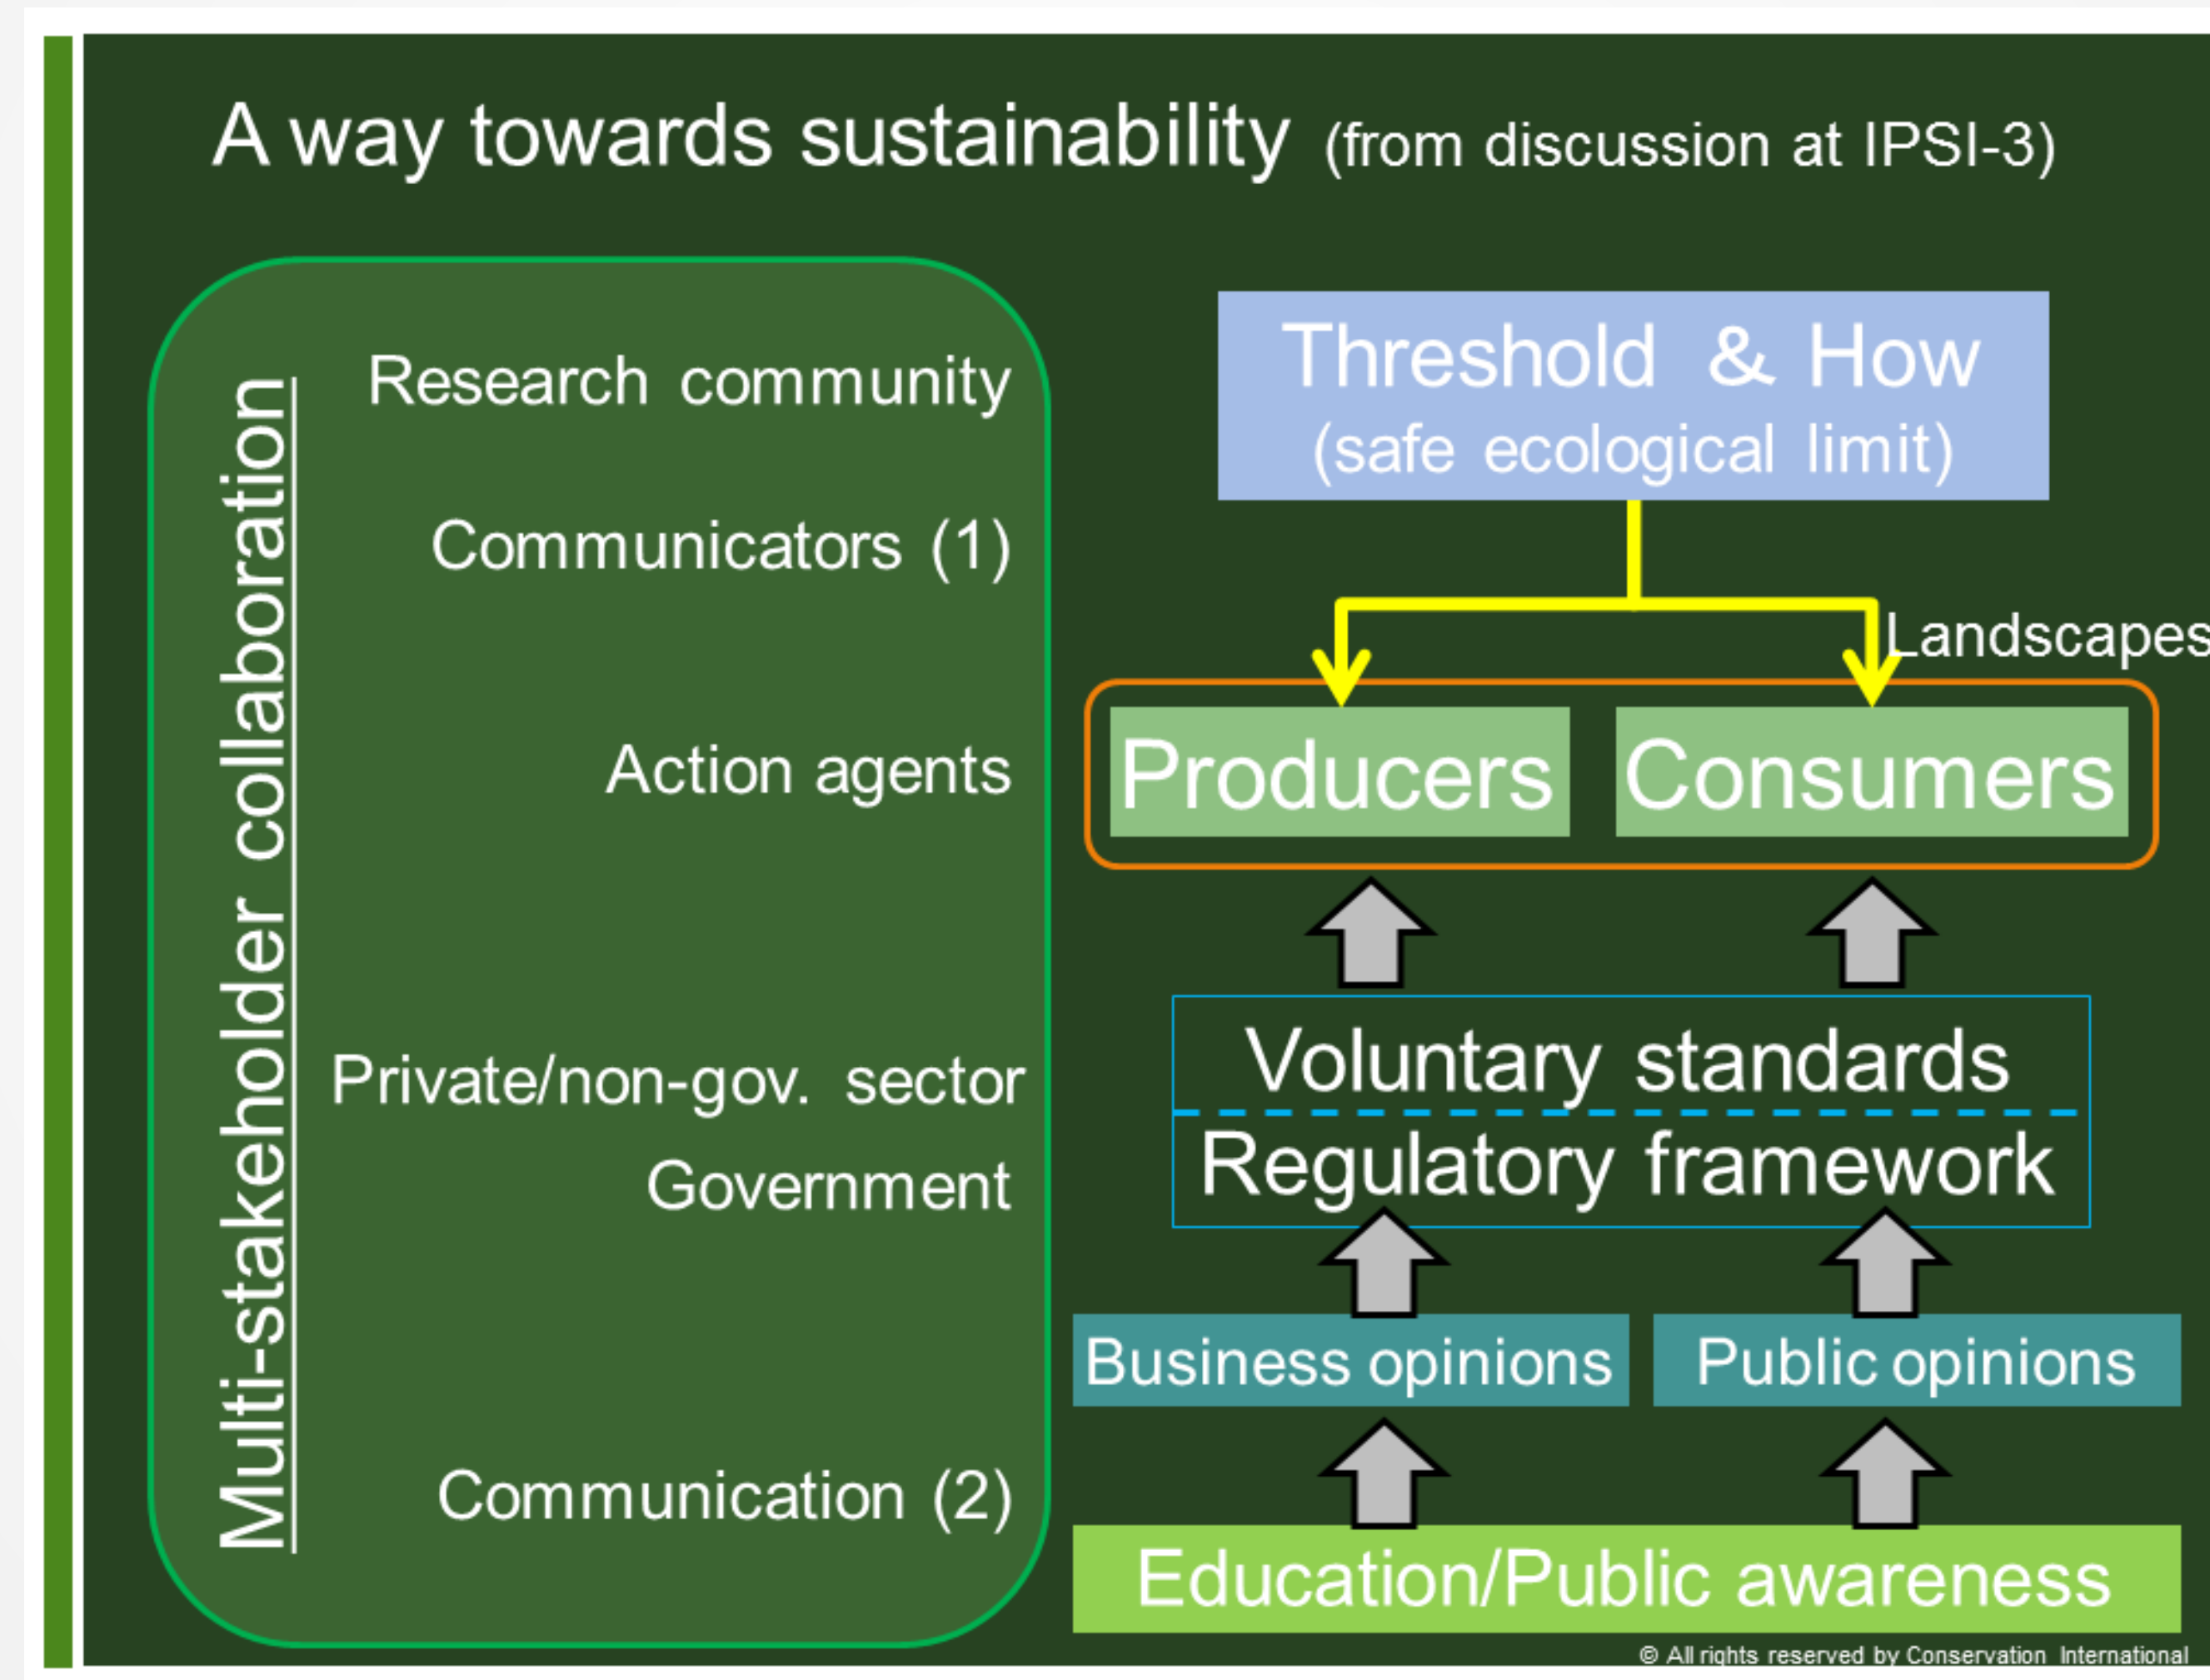 A way towards sustainability (from discussion at IPSI-3)
Multi-stakeholder collaboration
Research community
Communicators (1)
Action agents
Private/non-gov. sector
Government
Communication (2)
Threshold & How
(safe ecological limit)
Landscapes
Producers
Consumers
Voluntary standards
Regulatory framework
Business opinions
Public opinions
Education/Public awareness
© All rights reserved by Conservation International